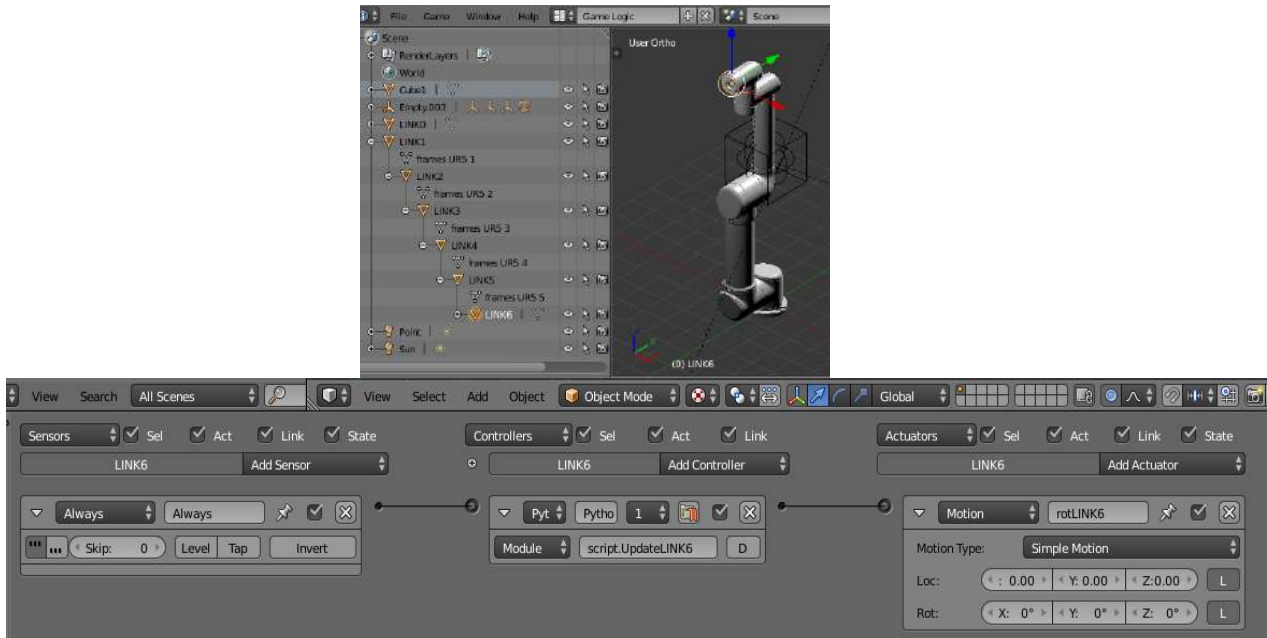 File Game Window Help Game Logic Scene
Scene
RenderLayers
World
Cube1
Empty.003
LINK0
LINK1
frames UR5 1
LINK2
frames UR5 2
LINK3
frames UR5 3
LINK4
frames UR5 4
LINK5
frames UR5 5
LINK6
Point
Sun
User Ortho
(0) LINK6
View Search All Scenes View Select Add Object Object Mode Global
Sensors Sel Act Link State Controllers Sel Act Link Actuators Sel Act Link State
LINK6 Add Sensor LINK6 Add Controller LINK6 Add Actuator
Always Always Pyt Pytho 1 Motion rotLINK6
Skip: 0 Level Tap Invert Module script.UpdateLINK6 D Motion Type: Simple Motion
Loc: : 0.00 Y: 0.00 Z:0.00 L
Rot: X: 0° Y: 0° Z: 0° L